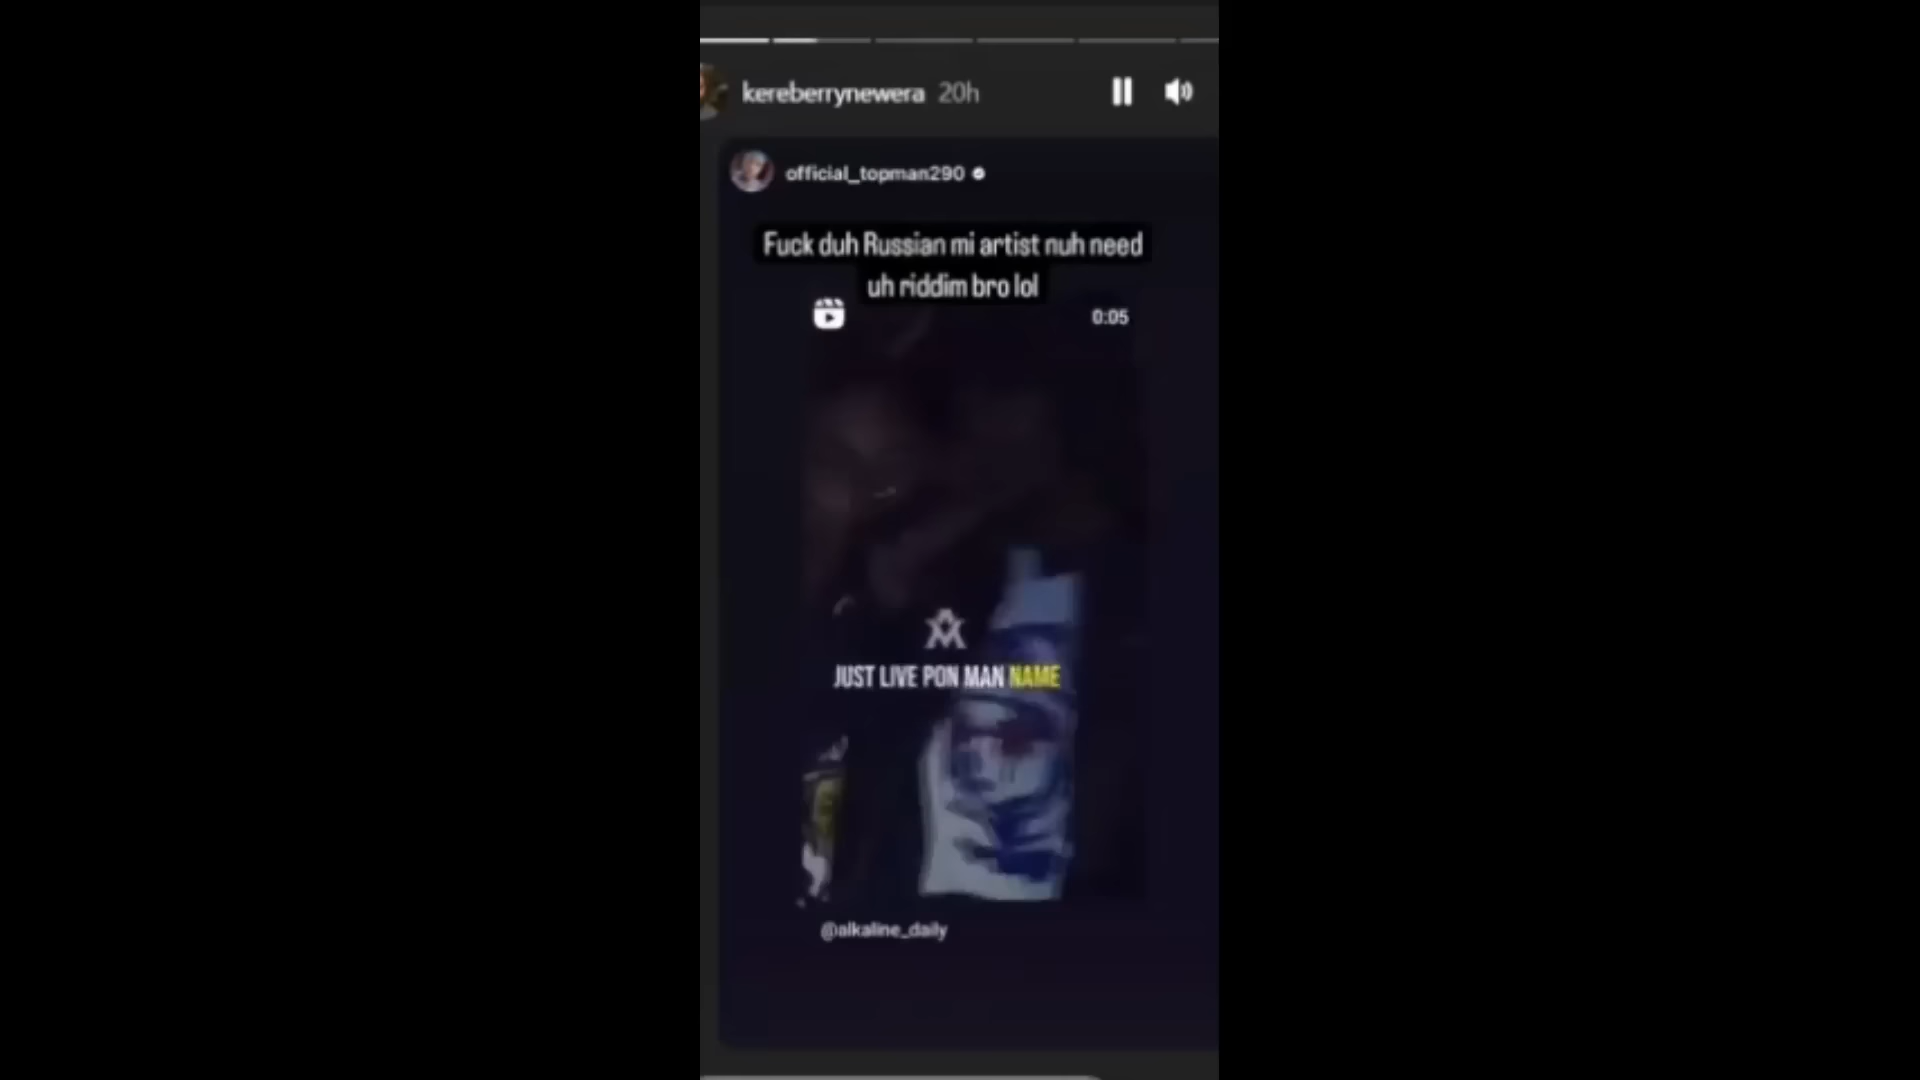 kereberrynewera 20h
official_topman290
Fuck duh Russian mi artist nuh need
uh riddim bro lol
0:05
JUST LIVE PON MAN NAME
@alkaline_daily